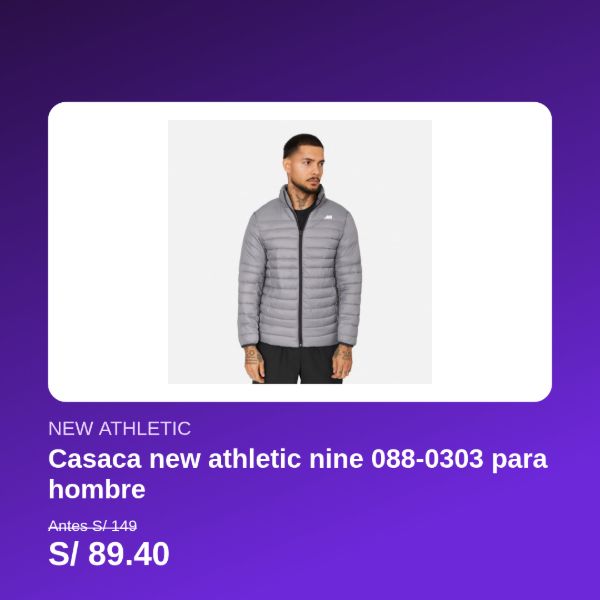 NEW ATHLETIC
Casaca new athletic nine 088-0303 para
hombre
Antes S/ 149
S/ 89.40